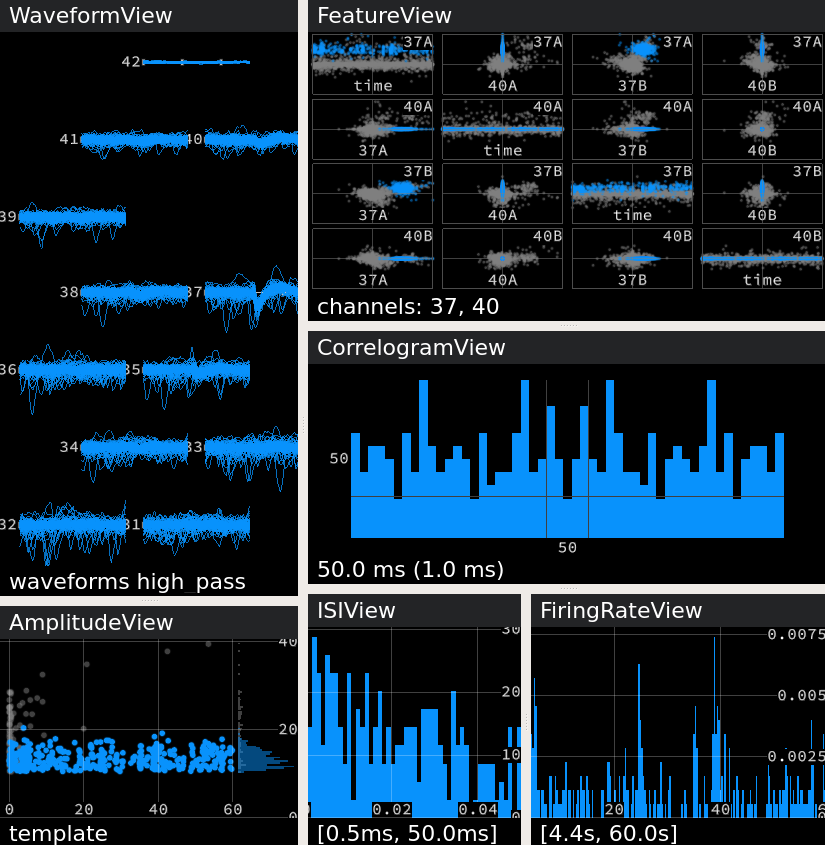 WaveformView
42
41 40
39
38 37
36 35
34 33
32 31
waveforms high_pass
FeatureView
37A 37A 37A 37A
time 40A 37B 40B
40A 40A 40A 40A
37A time 37B 40B
37B 37B 37B 37B
37A 40A time 40B
40B 40B 40B 40B
37A 40A 37B time
channels: 37, 40
CorrelogramView
50
50
50.0 ms (1.0 ms)
AmplitudeView
40
20
0
0 20 40 60
template
ISIView
30
20
10
0.02 0.04 0
[0.5ms, 50.0ms]
FiringRateView
0.0075
0.005
0.0025
20 40 6
[4.4s, 60.0s]